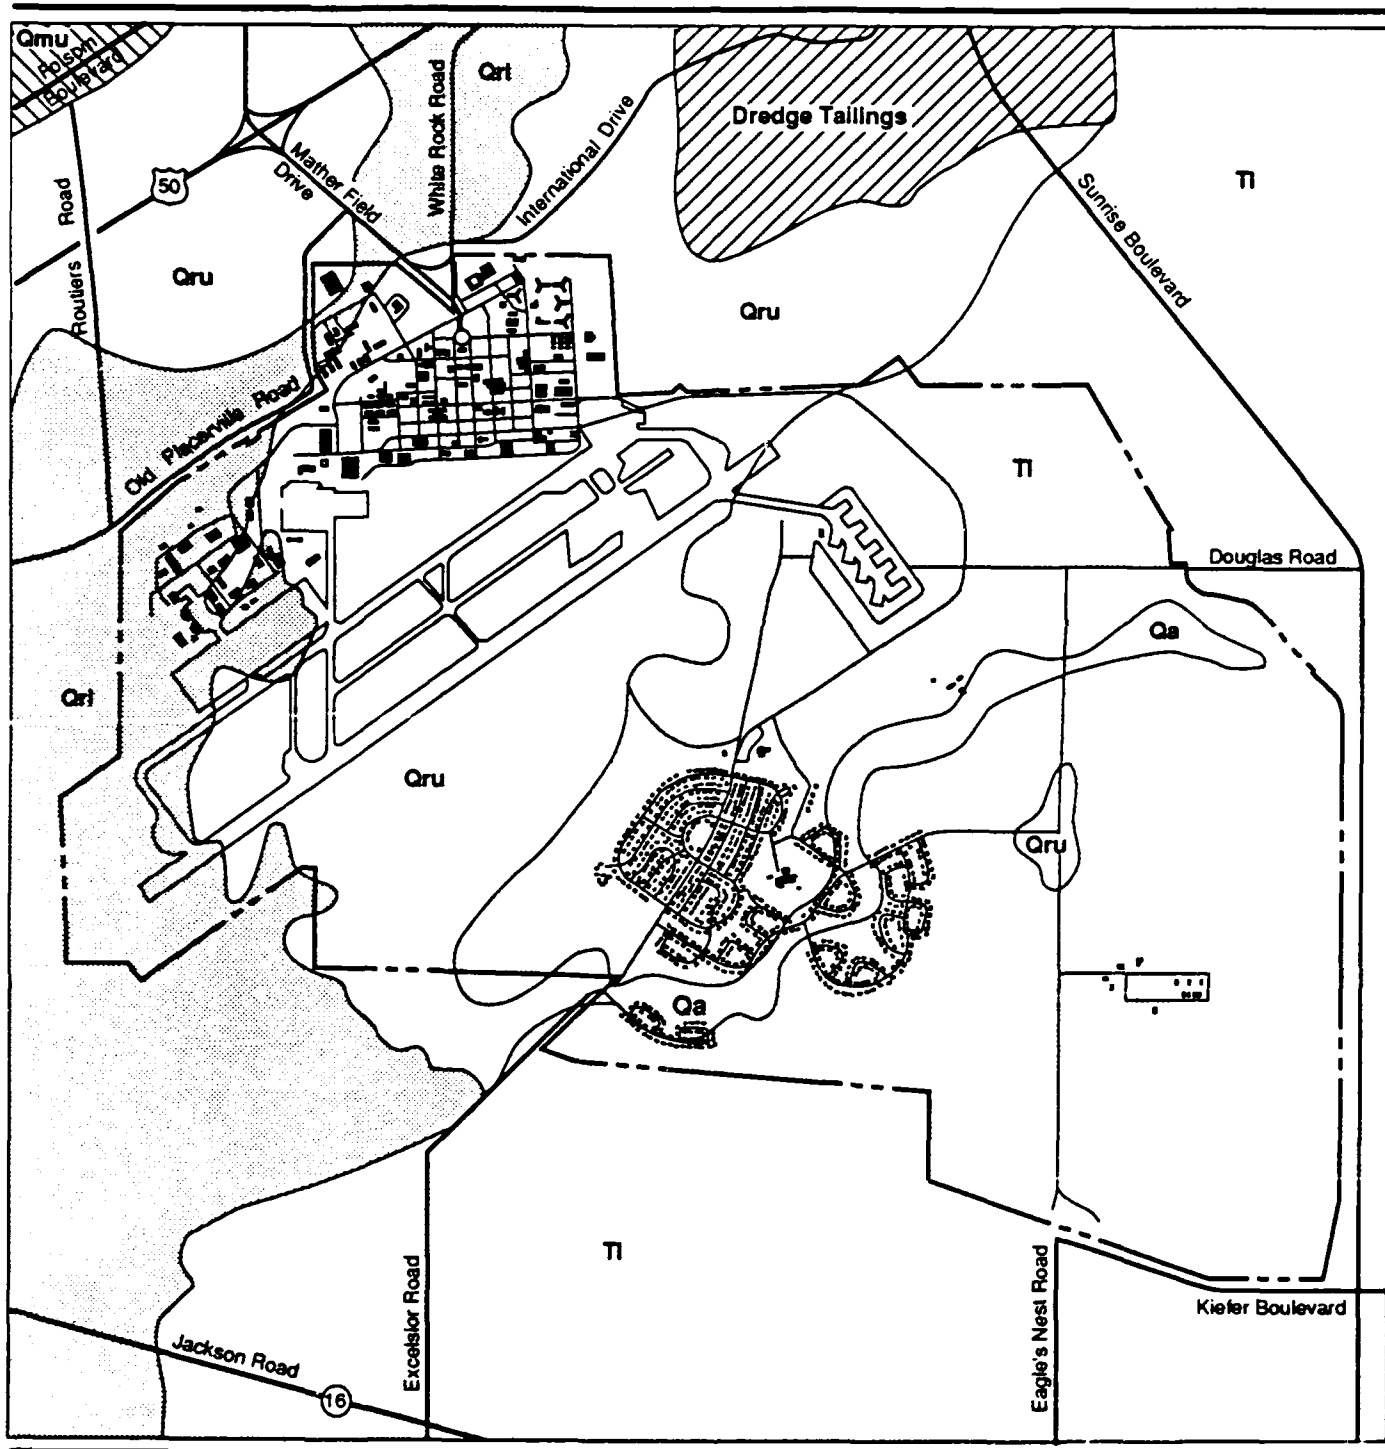 Qmu
Folsom
Boulevard
Qrl
White Rock Road
International Drive
Dredge Tailings
Mather Field
Drive
50
Routiers Road
Tl
Sunrise Boulevard
Qru
Qru
Old Placerville Road
Tl
Douglas Road
Qa
Qrl
Qru
Qru
Qa
Tl
Excelsior Road
Eagle's Nest Road
Kiefer Boulevard
Jackson Road
16